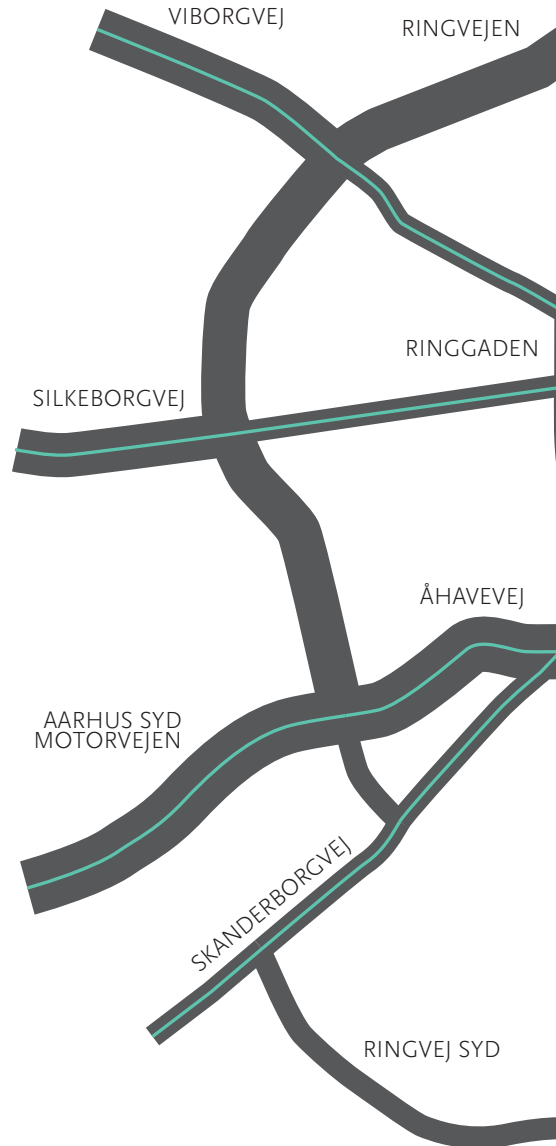 VIBORGVEJ
RINGVEJEN
RINGGADEN
SILKEBORGVEJ
ÅHAVEVEJ
AARHUS SYD
MOTORVEJEN
SKANDERBORGVEJ
RINGVEJ SYD